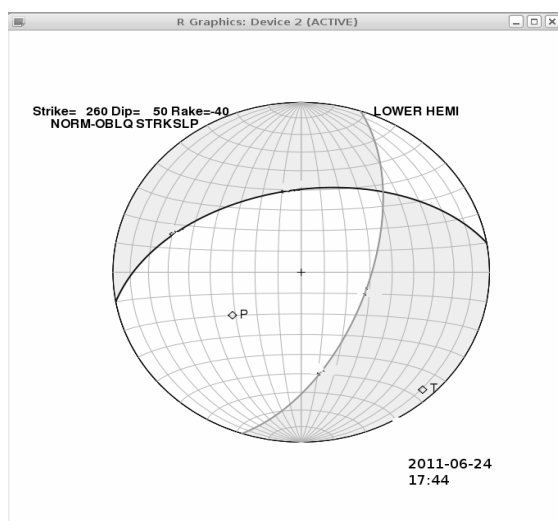 R Graphics: Device 2 (ACTIVE)
Strike= 260 Dip= 50 Rake=-40
NORM-OBLQ STRKSLP
LOWER HEMI
P
T
2011-06-24
17:44